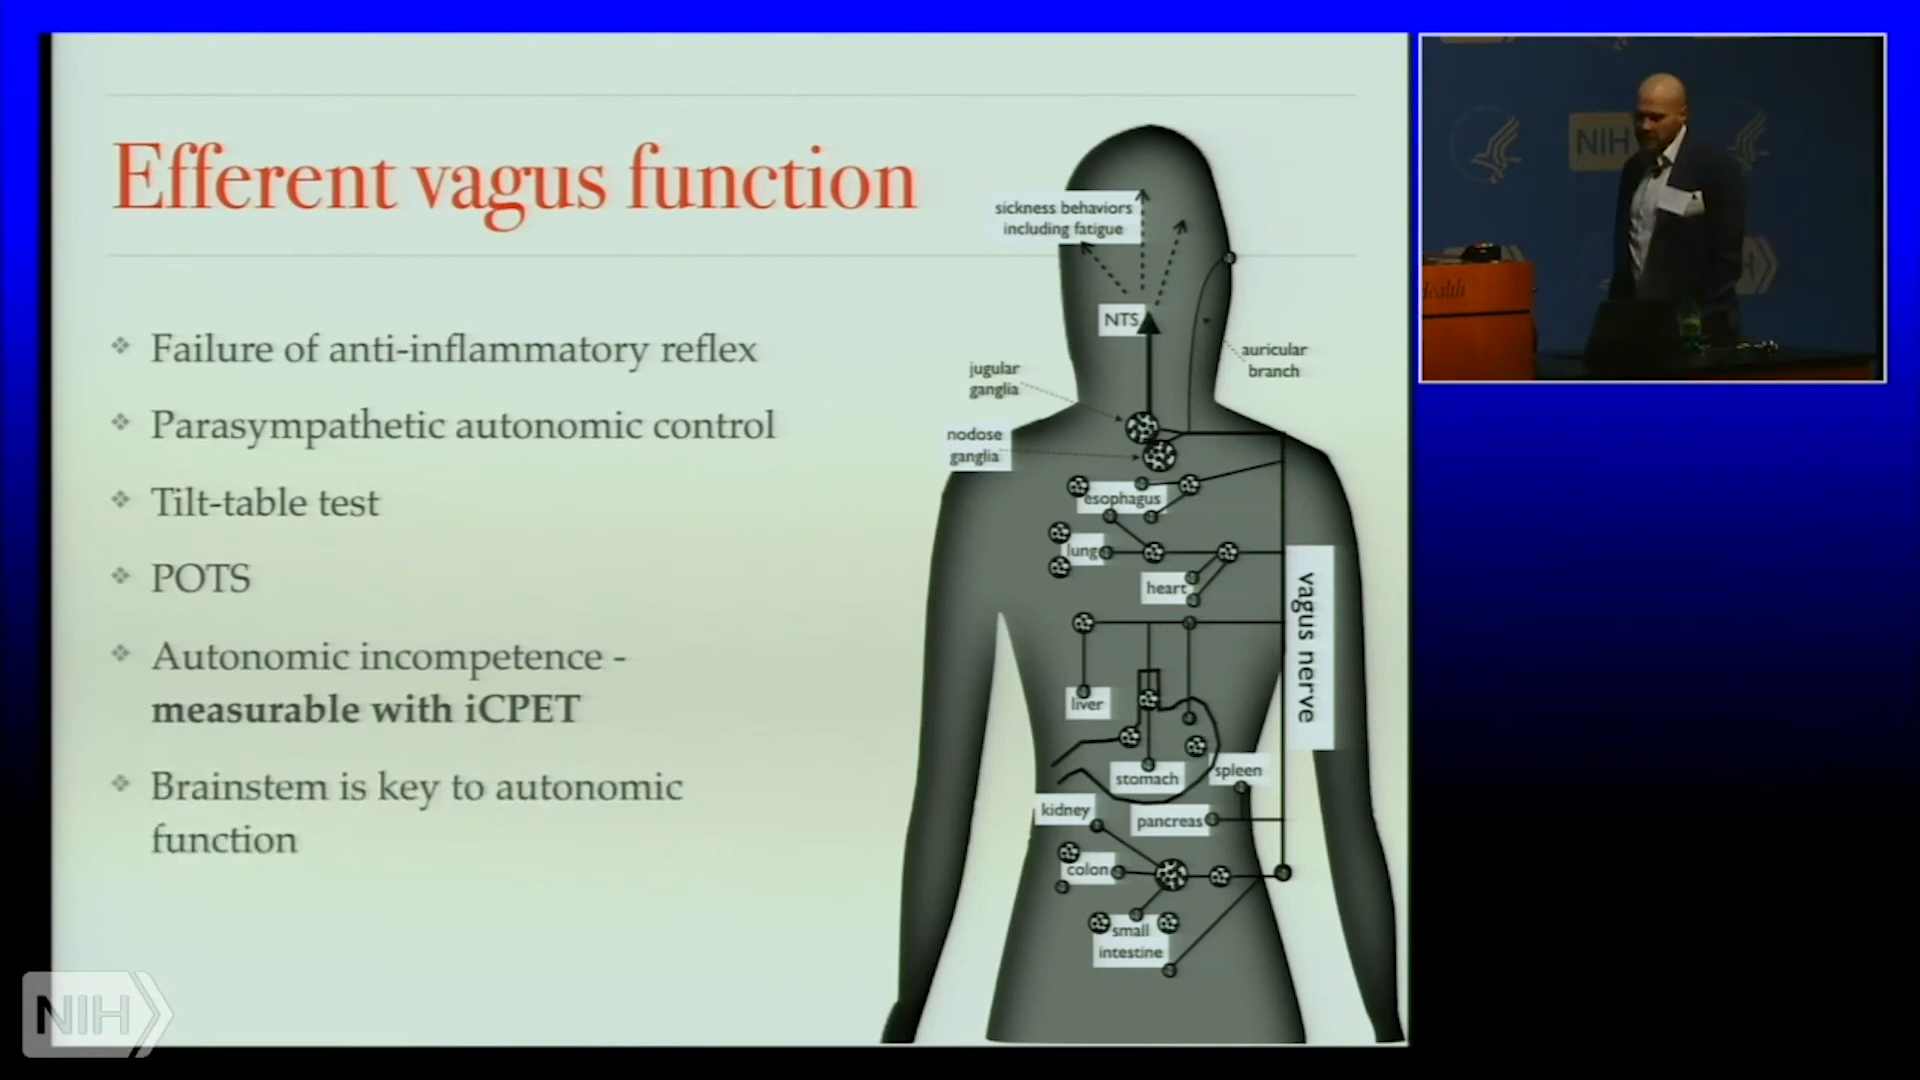 Efferent vagus function
Failure of anti-inflammatory reflex
Parasympathetic autonomic control
Tilt-table test
POTS
Autonomic incompetence -
measurable with iCPET
Brainstem is key to autonomic
function
sickness behaviors
including fatigue
NTS
jugular
ganglia
auricular
branch
nodose
ganglia
esophagus
lung
heart
vagus nerve
liver
stomach
spleen
kidney
pancreas
colon
small
intestine
NIH
Health
NIH